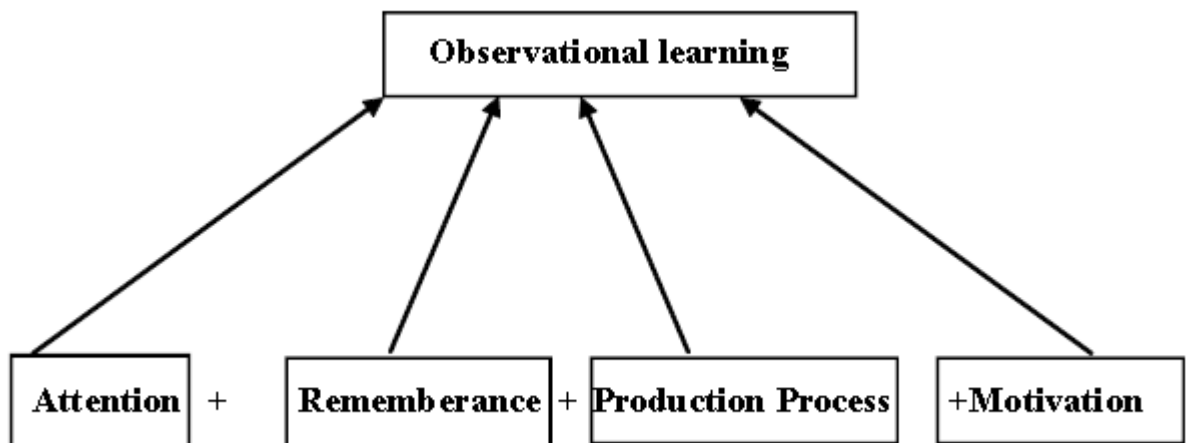 Observational learning
Attention + Rememberance + Production Process +Motivation